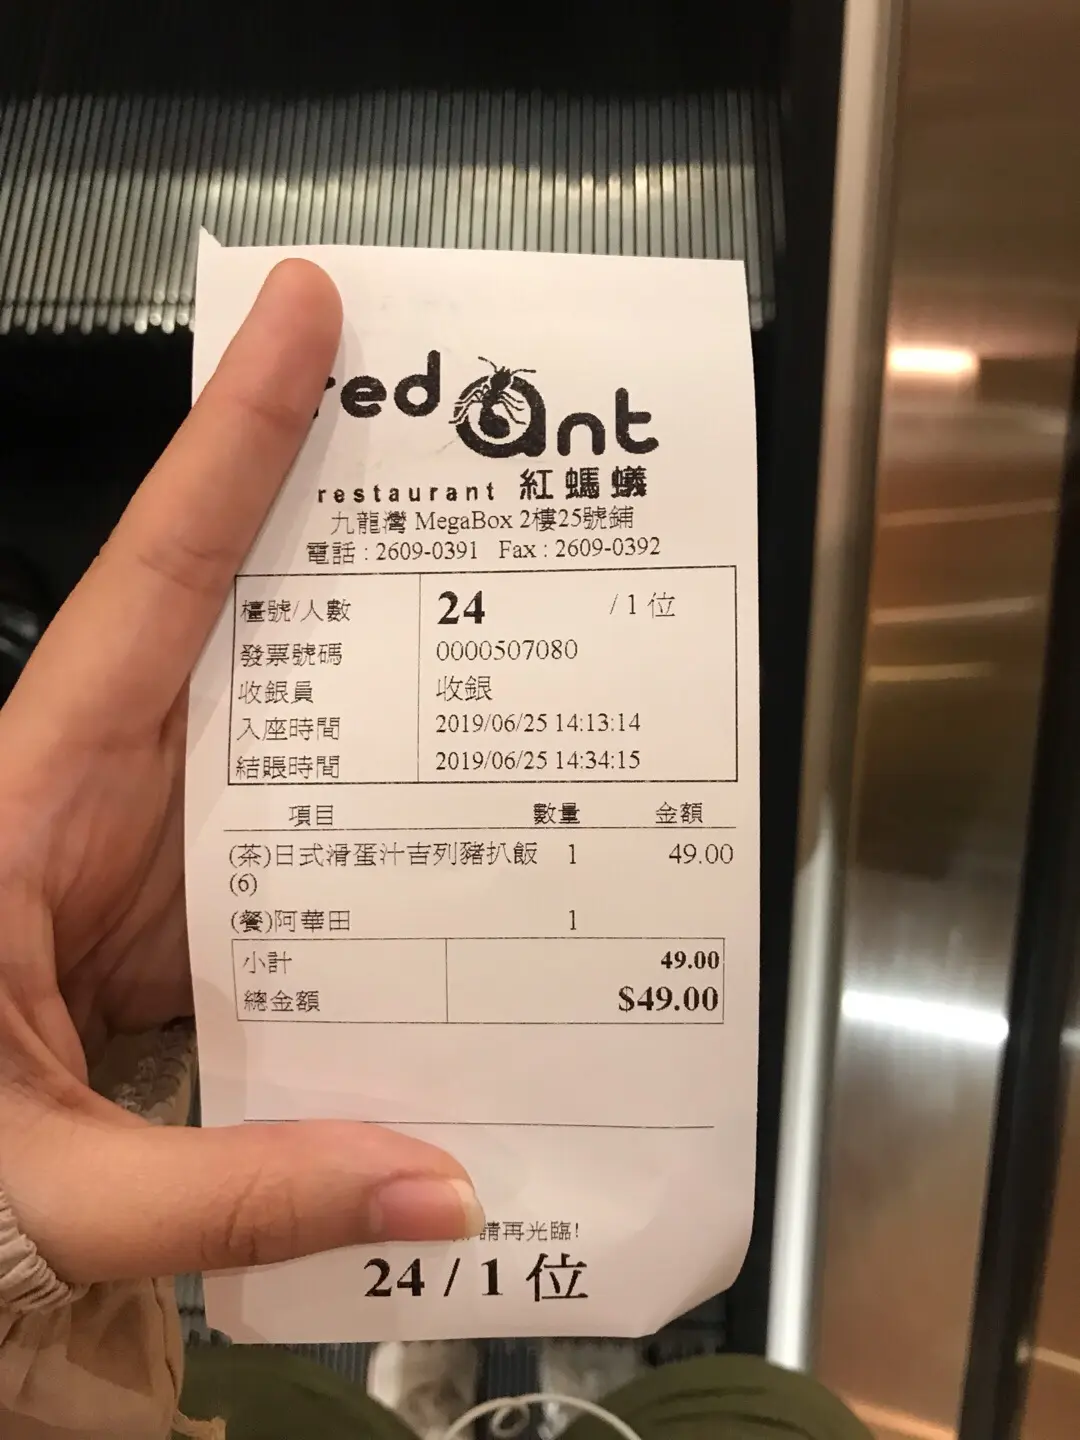 red ant
restaurant 紅螞蟻
九龍灣 MegaBox 2樓25號鋪
電話 : 2609-0391 Fax : 2609-0392
檯號/人數 24 / 1 位
發票號碼 0000507080
收銀員 收銀
入座時間 2019/06/25 14:13:14
結賬時間 2019/06/25 14:34:15
項目 數量 金額
(茶)日式滑蛋汁吉列豬扒飯 1 49.00
(6)
(餐)阿華田 1
小計 49.00
總金額 $49.00
請再光臨!
24 / 1 位